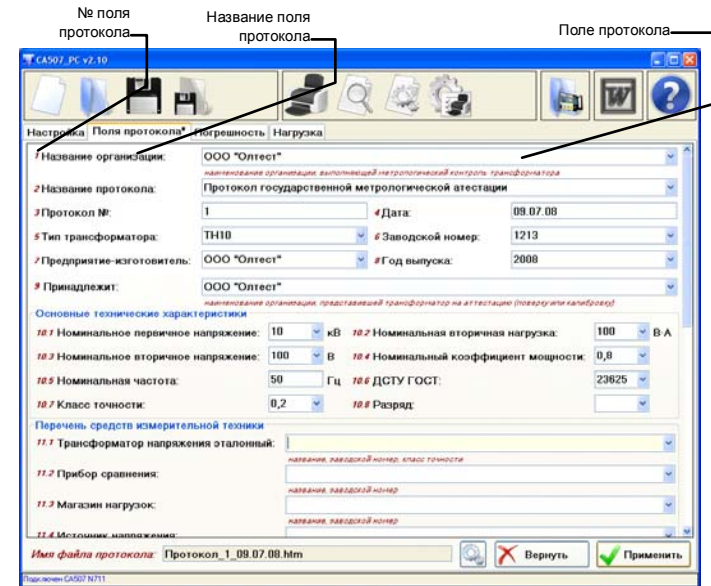 № поля
протокола
Название поля
протокола
Поле протокола
CA507_PC v2.10
Настройка Поля протокола* Погрешность Нагрузка
1 Название организации: ООО "Олтест"
наименование организации, выполняющей метрологический контроль трансформатора
2 Название протокола: Протокол государственной метрологической атестации
3 Протокол №: 1 4 Дата: 09.07.08
5 Тип трансформатора: ТН10 6 Заводской номер: 1213
7 Предприятие-изготовитель: ООО "Олтест" 8 Год выпуска: 2008
9 Принадлежит: ООО "Олтест"
наименование организации, представившей трансформатор на аттестацию (поверку или калибровку)
Основные технические характеристики
10.1 Номинальное первичное напряжение: 10 кВ 10.2 Номинальная вторичная нагрузка: 100 В·А
10.3 Номинальное вторичное напряжение: 100 В 10.4 Номинальный коэффициент мощности: 0,8
10.5 Номинальная частота: 50 Гц 10.6 ДСТУ ГОСТ: 23625
10.7 Класс точности: 0,2 10.8 Разряд:
Перечень средств измерительной техники
11.1 Трансформатор напряжения эталонный:
название, заводской номер, класс точности
11.2 Прибор сравнения:
название, заводской номер
11.3 Магазин нагрузок:
название, заводской номер
11.4 Источник напряжения:
Имя файла протокола: Протокол_1_09.07.08.htm Вернуть Применить
Подключен CA507 N711